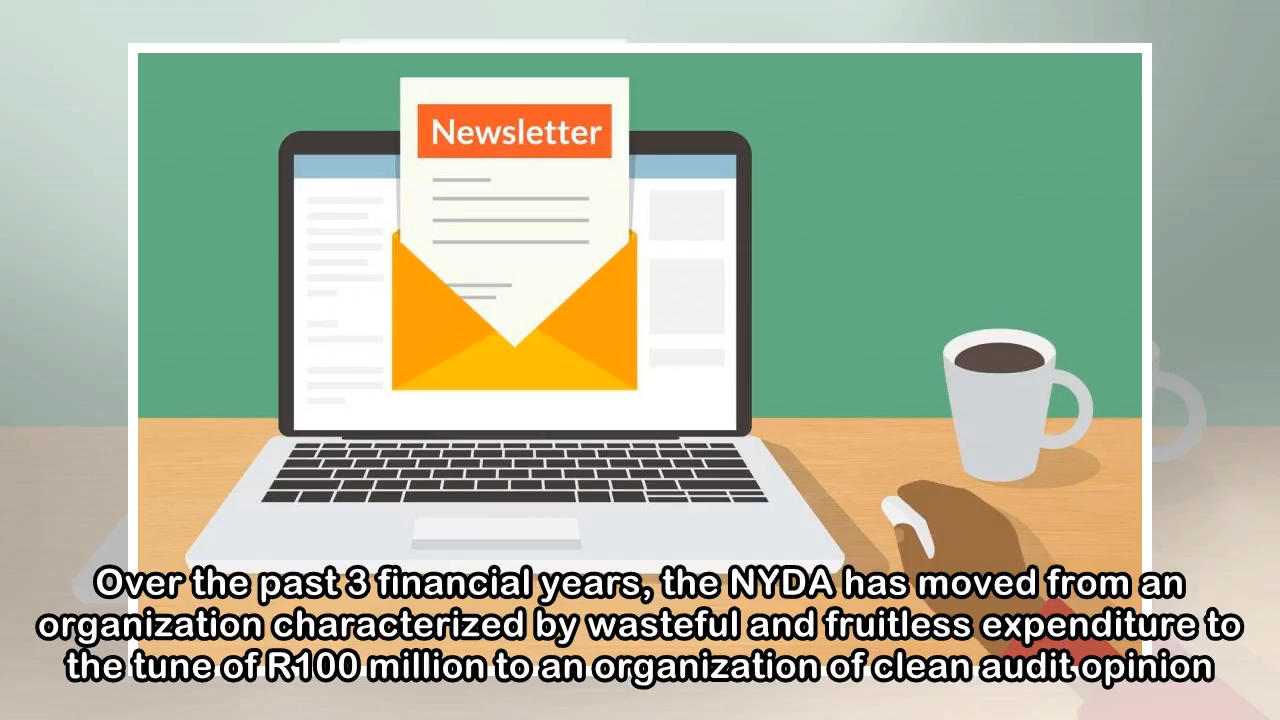 Newsletter
Over the past 3 financial years, the NYDA has moved from an
organization characterized by wasteful and fruitless expenditure to
the tune of R100 million to an organization of clean audit opinion